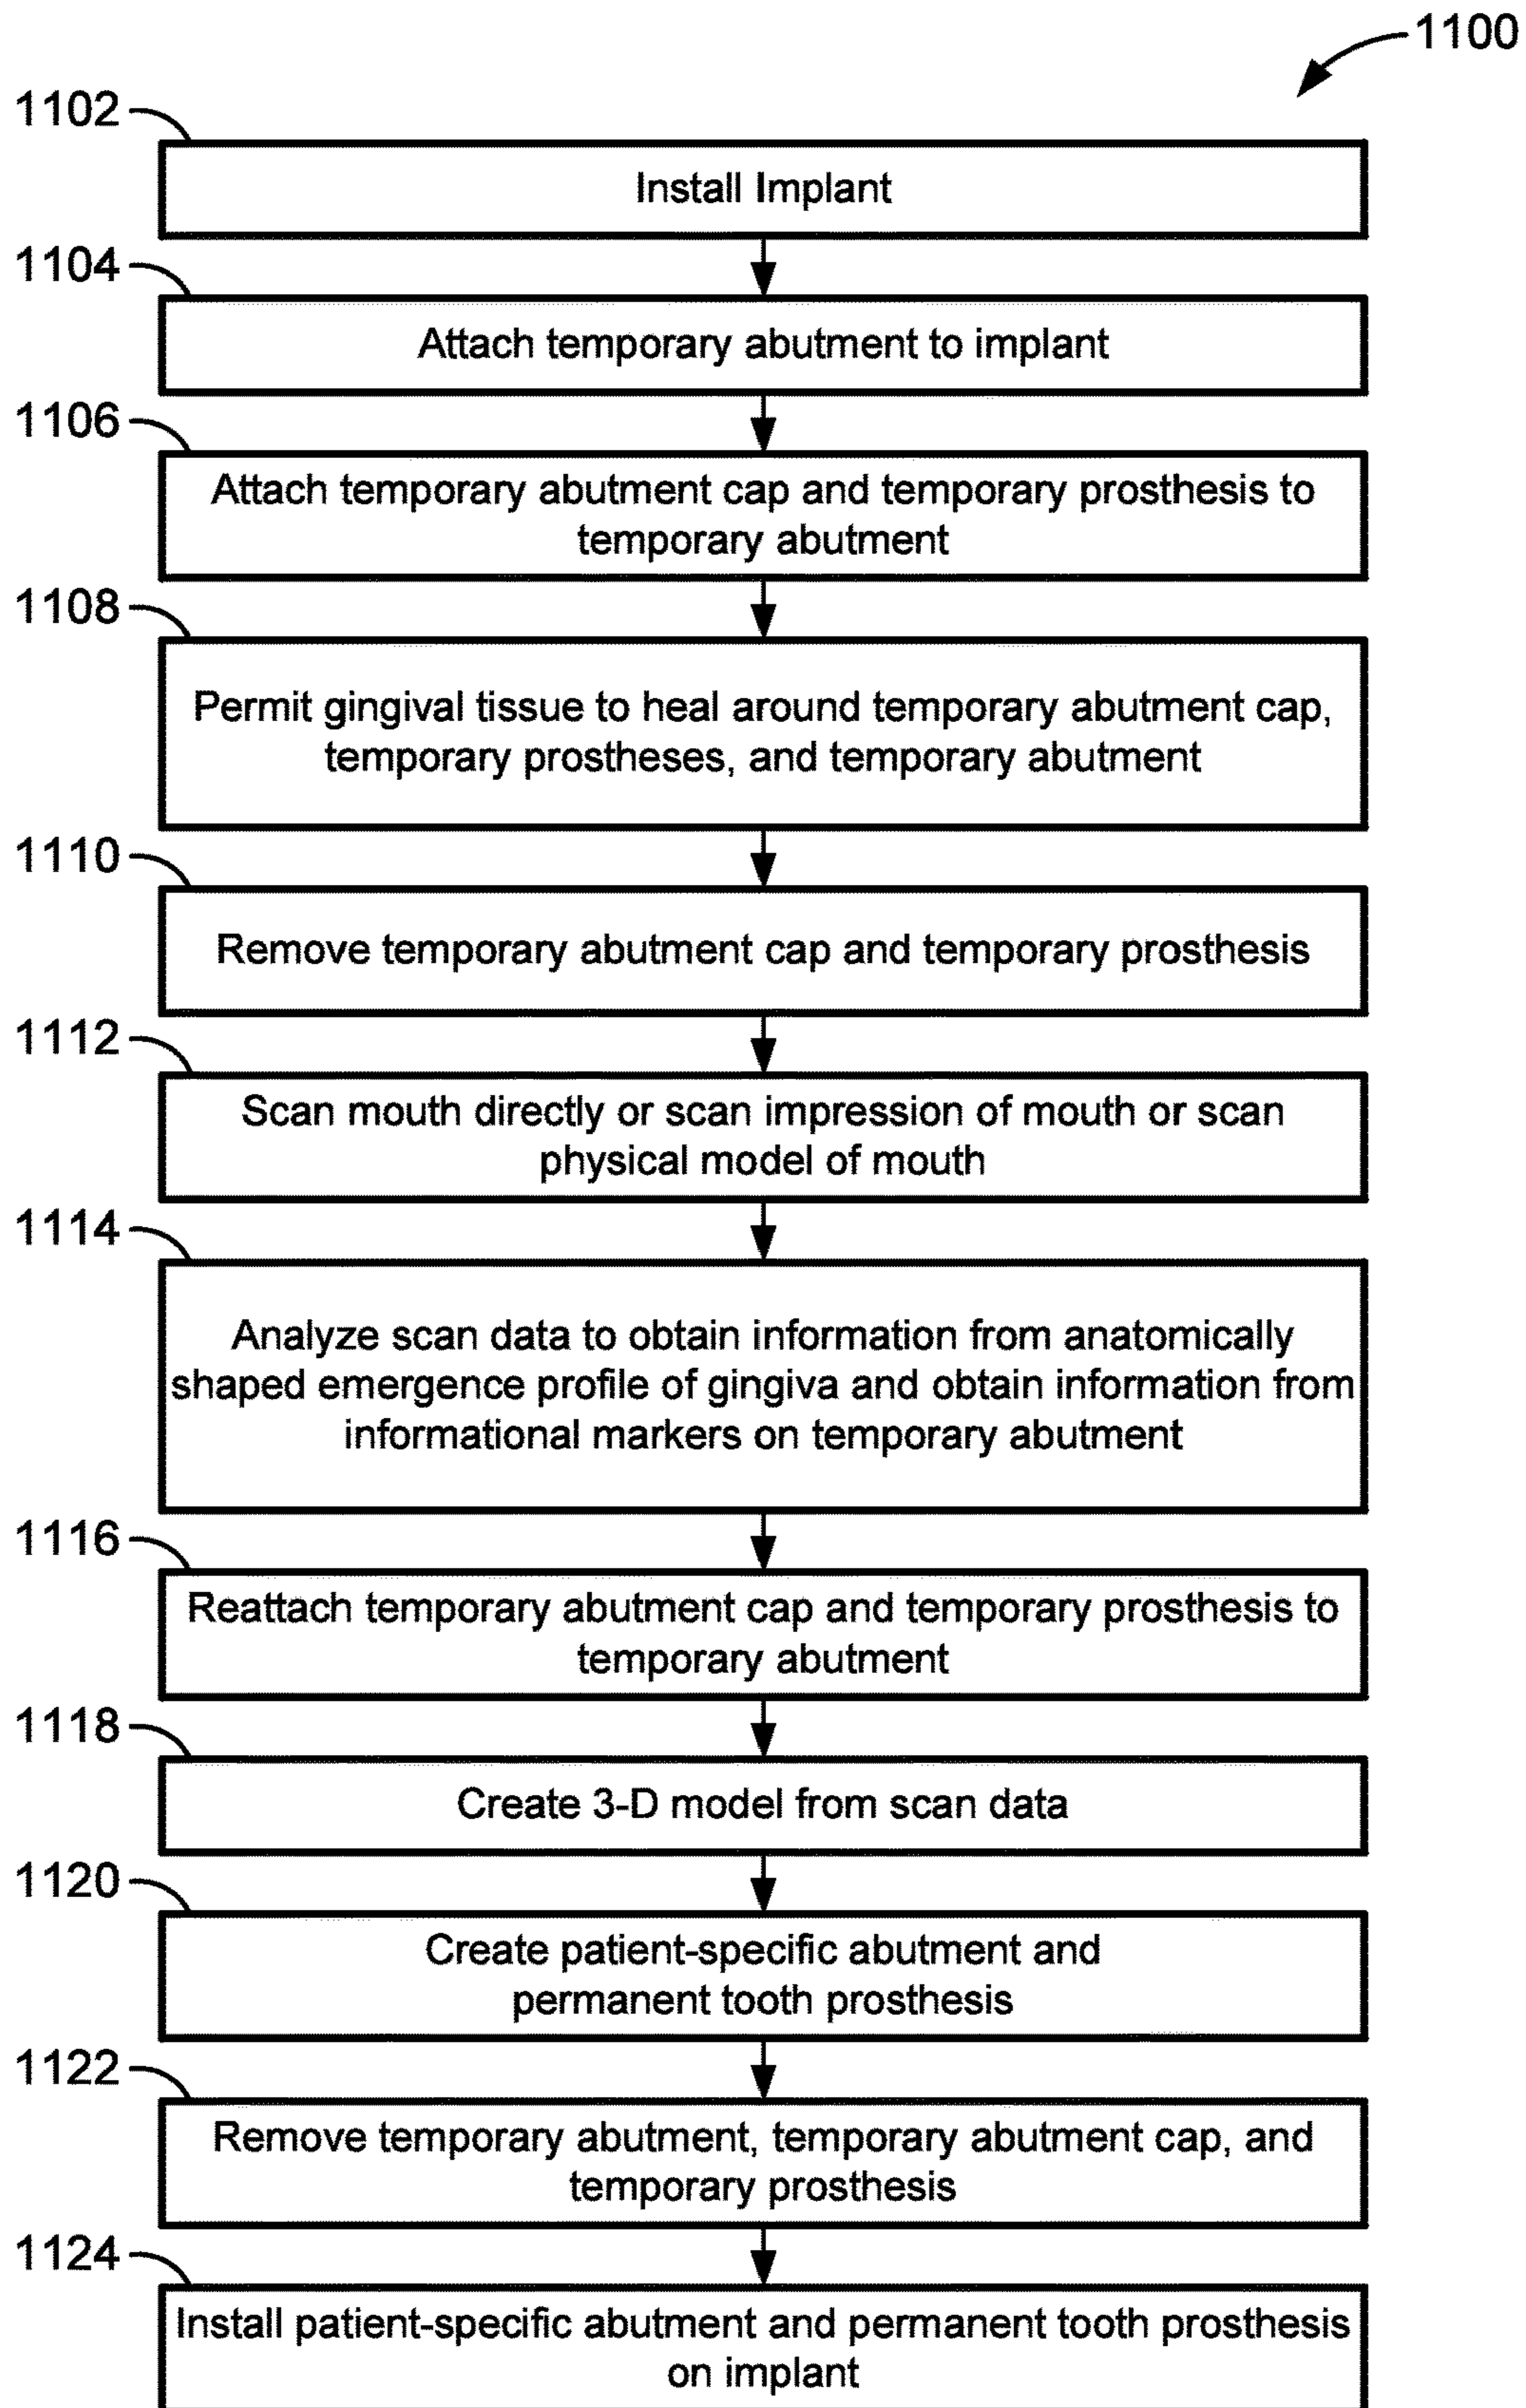 1100
1102
Install Implant
1104
Attach temporary abutment to implant
1106
Attach temporary abutment cap and temporary prosthesis to
temporary abutment
1108
Permit gingival tissue to heal around temporary abutment cap,
temporary prostheses, and temporary abutment
1110
Remove temporary abutment cap and temporary prosthesis
1112
Scan mouth directly or scan impression of mouth or scan
physical model of mouth
1114
Analyze scan data to obtain information from anatomically
shaped emergence profile of gingiva and obtain information from
informational markers on temporary abutment
1116
Reattach temporary abutment cap and temporary prosthesis to
temporary abutment
1118
Create 3-D model from scan data
1120
Create patient-specific abutment and
permanent tooth prosthesis
1122
Remove temporary abutment, temporary abutment cap, and
temporary prosthesis
1124
Install patient-specific abutment and permanent tooth prosthesis
on implant